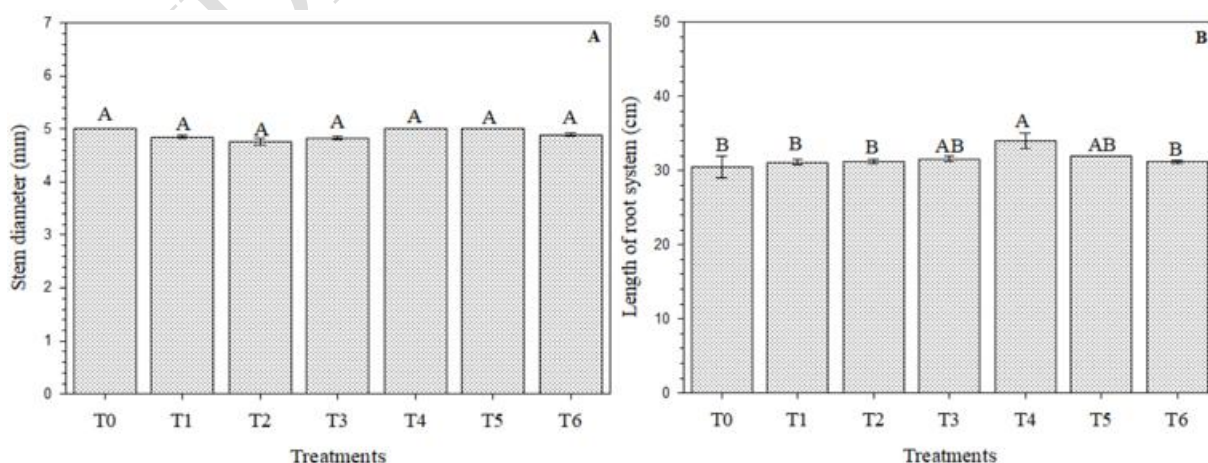 A
Stem diameter (mm)
7
6
5
4
3
2
1
0
A A A A A A A
T0 T1 T2 T3 T4 T5 T6
Treatments
B
Length of root system (cm)
50
40
30
20
10
0
B B B AB A AB B
T0 T1 T2 T3 T4 T5 T6
Treatments